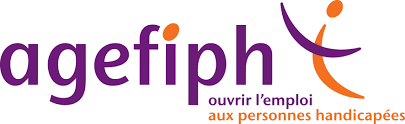 agefiph
ouvrir l'emploi
aux personnes handicapées